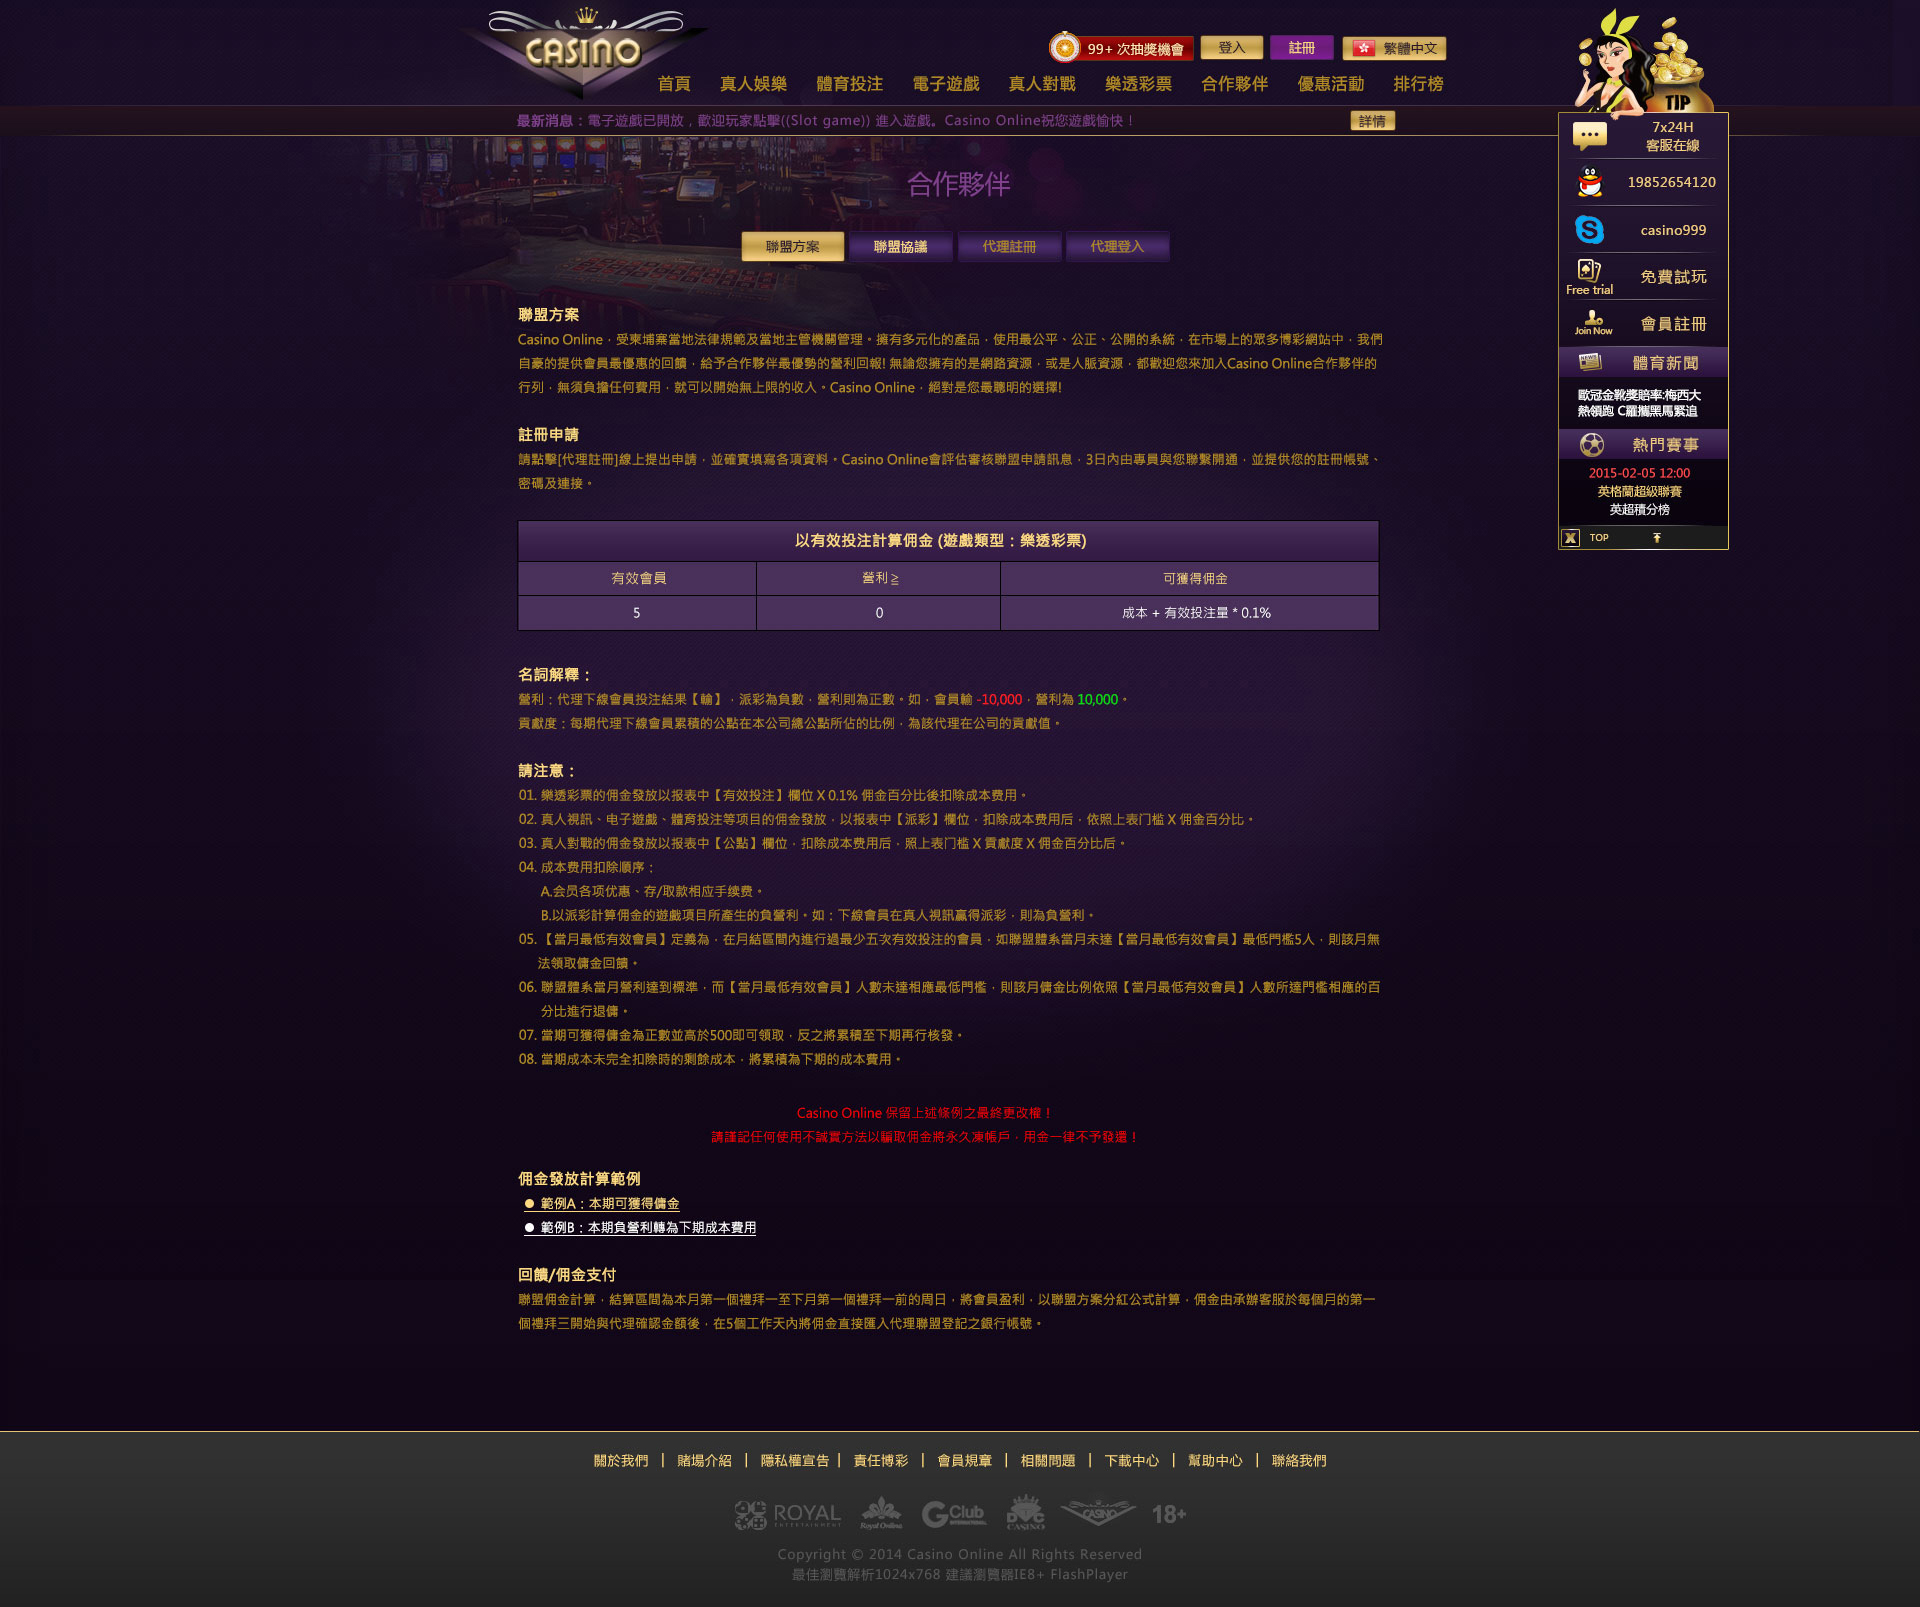 CASINO
99+ 次抽獎機會
登入
註冊
繁體中文
首頁 真人娛樂 體育投注 電子遊戲 真人對戰 樂透彩票 合作夥伴 優惠活動 排行榜
最新消息：電子遊戲已開放，歡迎玩家點擊((Slot game)) 進入遊戲。Casino Online祝您遊戲愉快！
詳情
TIP
7x24H
客服在線
19852654120
casino999
Free trial
免費試玩
Join Now
會員註冊
NEWS
體育新聞
歐冠金靴獎賠率:梅西大
熱領跑 C羅攜黑馬緊追
熱門賽事
2015-02-05 12:00
英格蘭超級聯賽
英超積分榜
X TOP
合作夥伴
聯盟方案 聯盟協議 代理註冊 代理登入
聯盟方案
Casino Online，受柬埔寨當地法律規範及當地主管機關管理。擁有多元化的產品，使用最公平、公正、公開的系統，在市場上的眾多博彩網站中，我們
自豪的提供會員最優惠的回饋，給予合作夥伴最優勢的營利回報! 無論您擁有的是網路資源，或是人脈資源，都歡迎您來加入Casino Online合作夥伴的
行列，無須負擔任何費用，就可以開始無上限的收入。Casino Online，絕對是您最聰明的選擇!
註冊申請
請點擊[代理註冊]線上提出申請，並確實填寫各項資料。Casino Online會評估審核聯盟申請訊息，3日內由專員與您聯繫開通，並提供您的註冊帳號、
密碼及連接。
以有效投注計算佣金 (遊戲類型：樂透彩票)
有效會員 營利≧ 可獲得佣金
5 0 成本 + 有效投注量 * 0.1%
名詞解釋：
營利：代理下線會員投注結果【輸】，派彩為負數，營利則為正數。如，會員輸 -10,000，營利為 10,000。
貢獻度：每期代理下線會員累積的公點在本公司總公點所佔的比例，為該代理在公司的貢獻值。
請注意：
01. 樂透彩票的佣金發放以报表中【有效投注】欄位 X 0.1% 佣金百分比後扣除成本費用。
02. 真人視訊、电子遊戲、體育投注等项目的佣金發放，以报表中【派彩】欄位，扣除成本费用后，依照上表门槛 X 佣金百分比。
03. 真人對戰的佣金發放以报表中【公點】欄位，扣除成本费用后，照上表门槛 X 貢獻度 X 佣金百分比后。
04. 成本费用扣除順序：
A.会员各项优惠、存/取款相应手续费。
B.以派彩計算佣金的遊戲項目所產生的負營利。如：下線會員在真人視訊贏得派彩，則為負營利。
05. 【當月最低有效會員】定義為，在月結區間內進行過最少五次有效投注的會員，如聯盟體系當月未達【當月最低有效會員】最低門檻5人，則該月無
法領取傭金回饋。
06. 聯盟體系當月營利達到標準，而【當月最低有效會員】人數未達相應最低門檻，則該月傭金比例依照【當月最低有效會員】人數所達門檻相應的百
分比進行退傭。
07. 當期可獲得傭金為正數並高於500即可領取，反之將累積至下期再行核發。
08. 當期成本未完全扣除時的剩餘成本，將累積為下期的成本費用。
Casino Online 保留上述條例之最終更改權！
請謹記任何使用不誠實方法以騙取佣金將永久凍帳戶，用金一律不予發還！
佣金發放計算範例
● 範例A：本期可獲得傭金
● 範例B：本期負營利轉為下期成本費用
回饋/佣金支付
聯盟佣金計算，結算區間為本月第一個禮拜一至下月第一個禮拜一前的周日，將會員盈利，以聯盟方案分紅公式計算，佣金由承辦客服於每個月的第一
個禮拜三開始與代理確認金額後，在5個工作天內將佣金直接匯入代理聯盟登記之銀行帳號。
關於我們 | 賭場介紹 | 隱私權宣告 | 責任博彩 | 會員規章 | 相關問題 | 下載中心 | 幫助中心 | 聯絡我們
ROYAL ENTERTAINMENT Royal Online GClub INTERNATIONAL CASINO CASINO 18+
Copyright © 2014 Casino Online All Rights Reserved
最佳瀏覽解析1024x768 建議瀏覽器IE8+ FlashPlayer